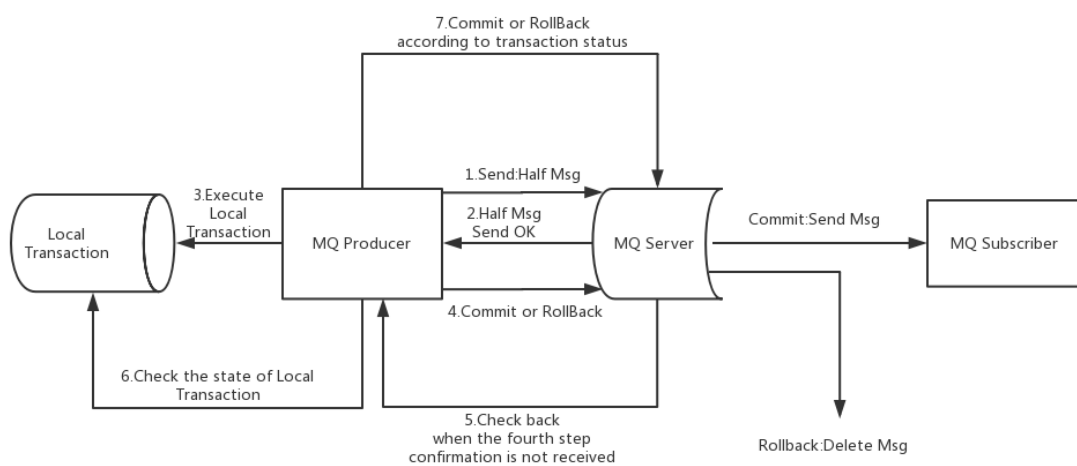 7.Commit or RollBack
according to transaction status
1.Send:Half Msg
3.Execute
Local
Transaction
2.Half Msg
Send OK
Local
Transaction
MQ Producer
MQ Server
Commit:Send Msg
MQ Subscriber
4.Commit or RollBack
6.Check the state of Local
Transaction
5.Check back
when the fourth step
confirmation is not received
Rollback:Delete Msg